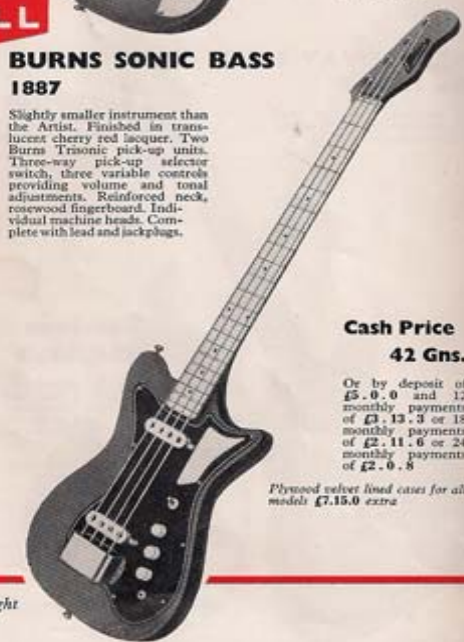 LL
BURNS SONIC BASS
1887
Slightly smaller instrument than
the Artist. Finished in trans-
lucent cherry red lacquer. Two
Burns Trisonic pick-up units.
Three-way pick-up selector
switch, three variable controls
providing volume and tonal
adjustments. Reinforced neck,
rosewood fingerboard. Indi-
vidual machine heads. Com-
plete with lead and jackplugs.
Cash Price
42 Gns.
Or by deposit of
£5.0.0 and 12
monthly payments
of £3.13.3 or 18
monthly payments
of £2.11.6 or 24
monthly payments
of £2.0.8
Plywood velvet lined cases for all
models £7.15.0 extra
ght